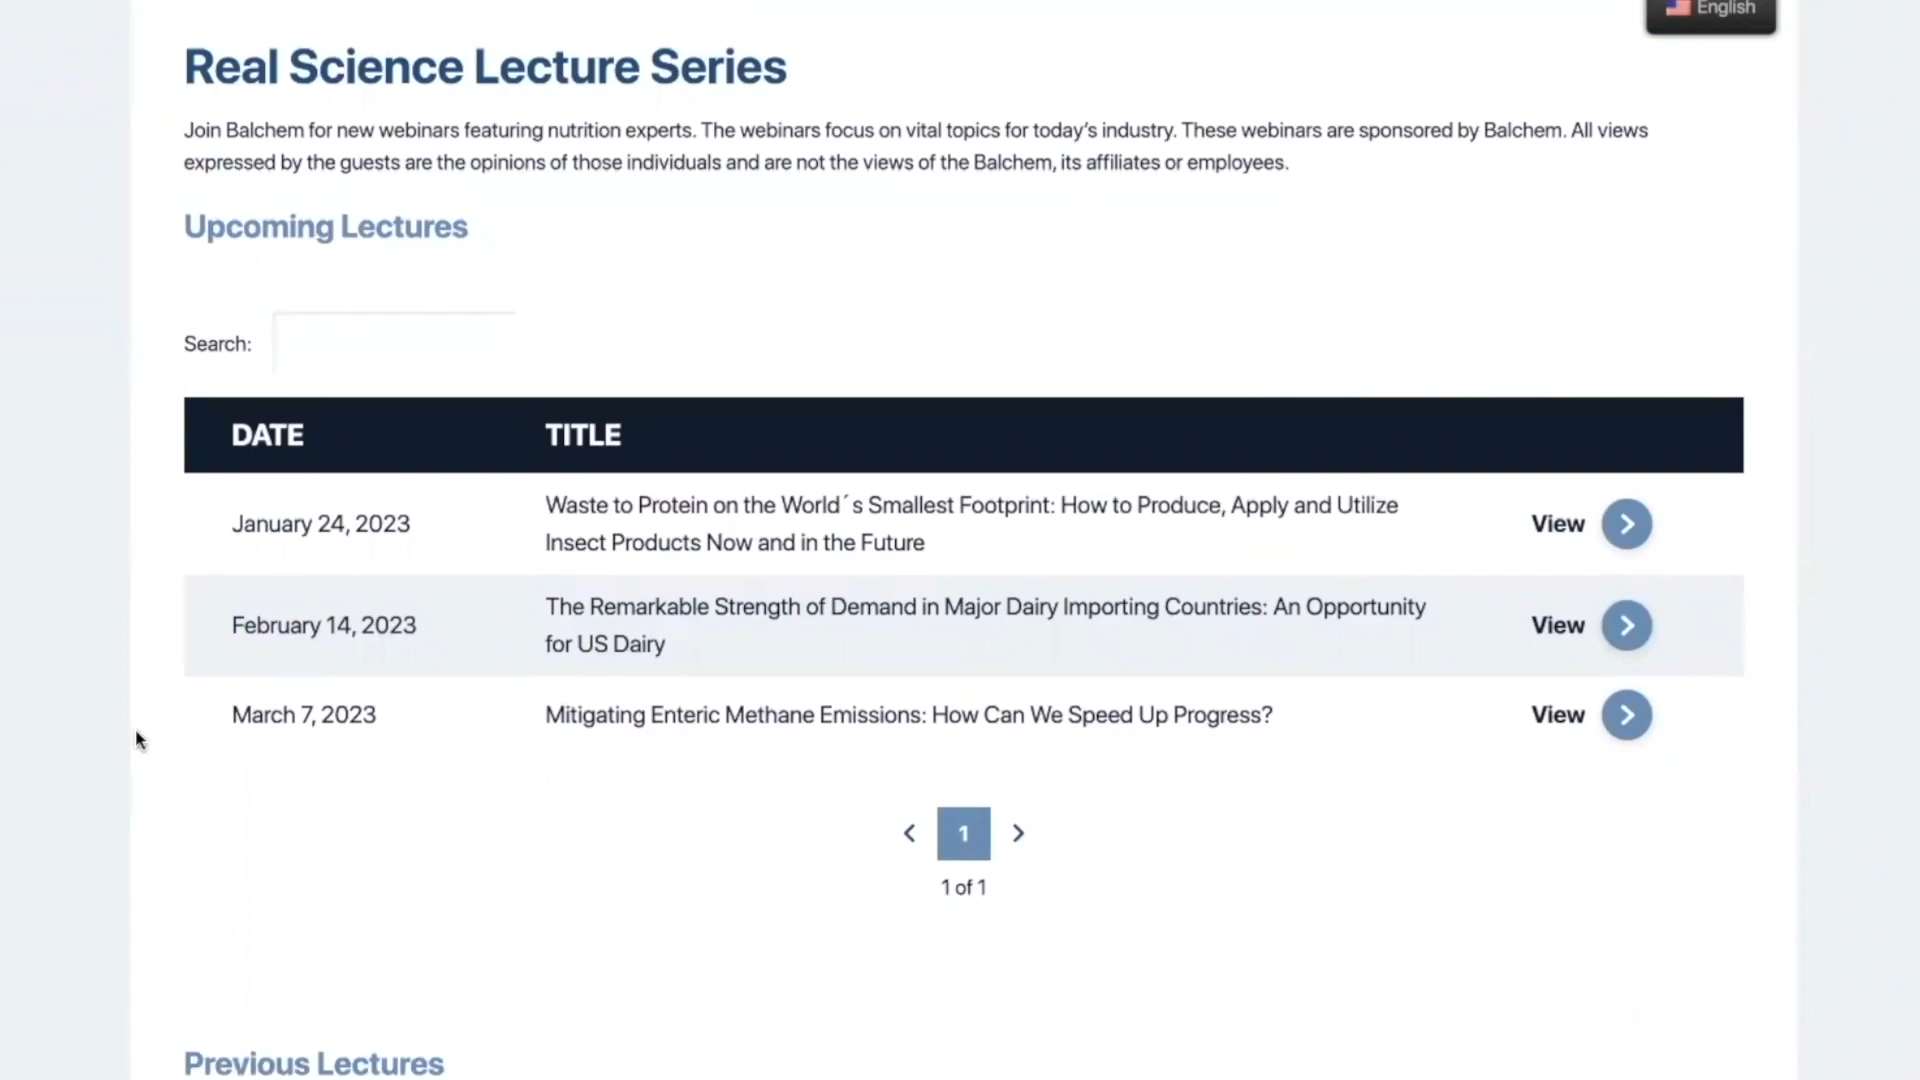 English
Real Science Lecture Series
Join Balchem for new webinars featuring nutrition experts. The webinars focus on vital topics for today’s industry. These webinars are sponsored by Balchem. All views
expressed by the guests are the opinions of those individuals and are not the views of the Balchem, its affiliates or employees.
Upcoming Lectures
Search:
DATE TITLE
January 24, 2023 Waste to Protein on the World´s Smallest Footprint: How to Produce, Apply and Utilize View
Insect Products Now and in the Future
February 14, 2023 The Remarkable Strength of Demand in Major Dairy Importing Countries: An Opportunity View
for US Dairy
March 7, 2023 Mitigating Enteric Methane Emissions: How Can We Speed Up Progress? View
1
1 of 1
Previous Lectures